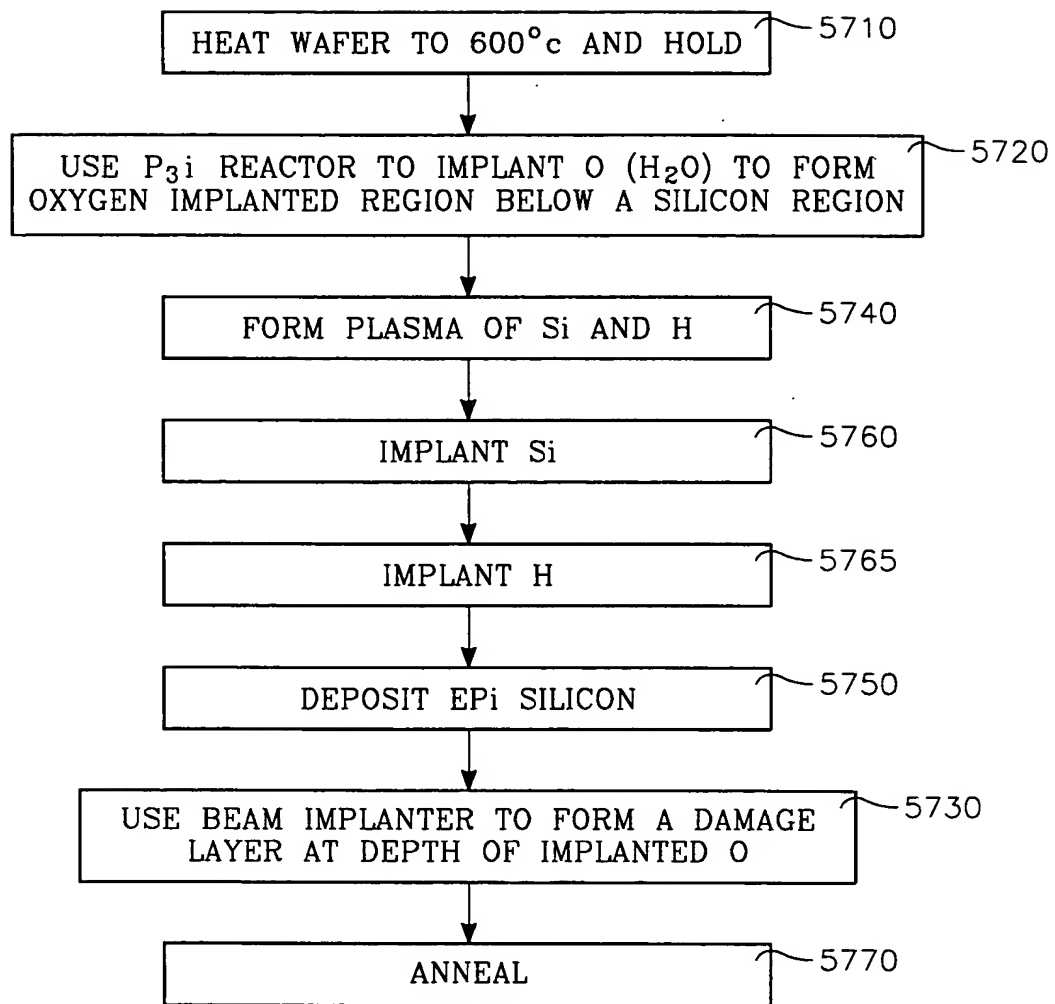 HEAT WAFER TO 600°c AND HOLD
5710
USE P₃i REACTOR TO IMPLANT O (H₂O) TO FORM
OXYGEN IMPLANTED REGION BELOW A SILICON REGION
5720
FORM PLASMA OF Si AND H
5740
IMPLANT Si
5760
IMPLANT H
5765
DEPOSIT EPi SILICON
5750
USE BEAM IMPLANTER TO FORM A DAMAGE
LAYER AT DEPTH OF IMPLANTED O
5730
ANNEAL
5770